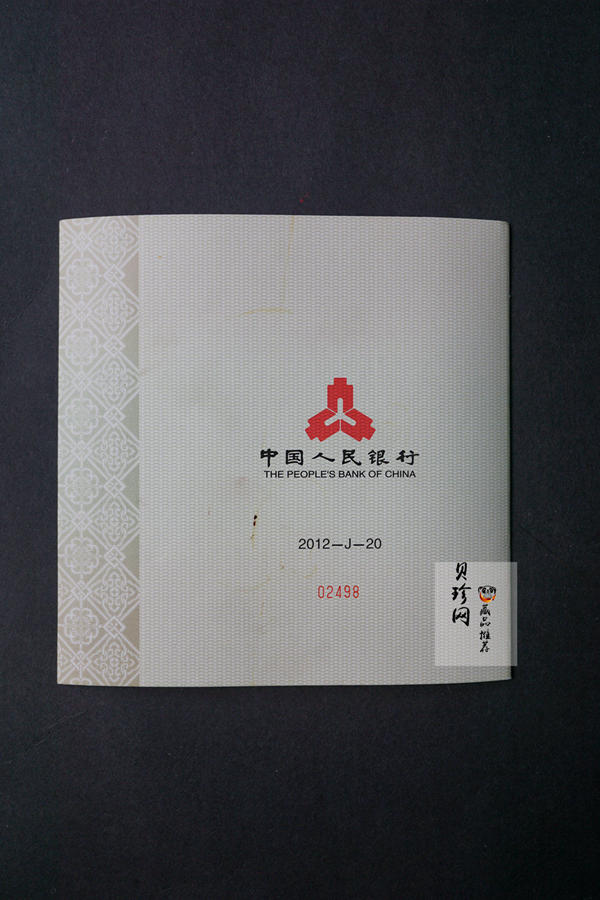 中国人民银行
THE PEOPLE'S BANK OF CHINA
2012—J—20
02498
贝珍网
藏品推荐